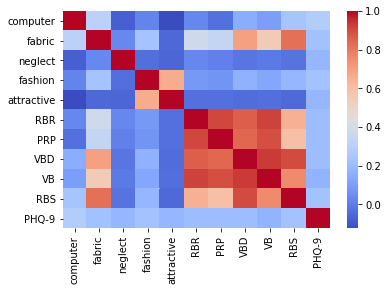 computer
fabric
neglect
fashion
attractive
RBR
PRP
VBD
VB
RBS
PHQ-9
computer
fabric
neglect
fashion
attractive
RBR
PRP
VBD
VB
RBS
PHQ-9
1.0
0.8
0.6
0.4
0.2
0.0